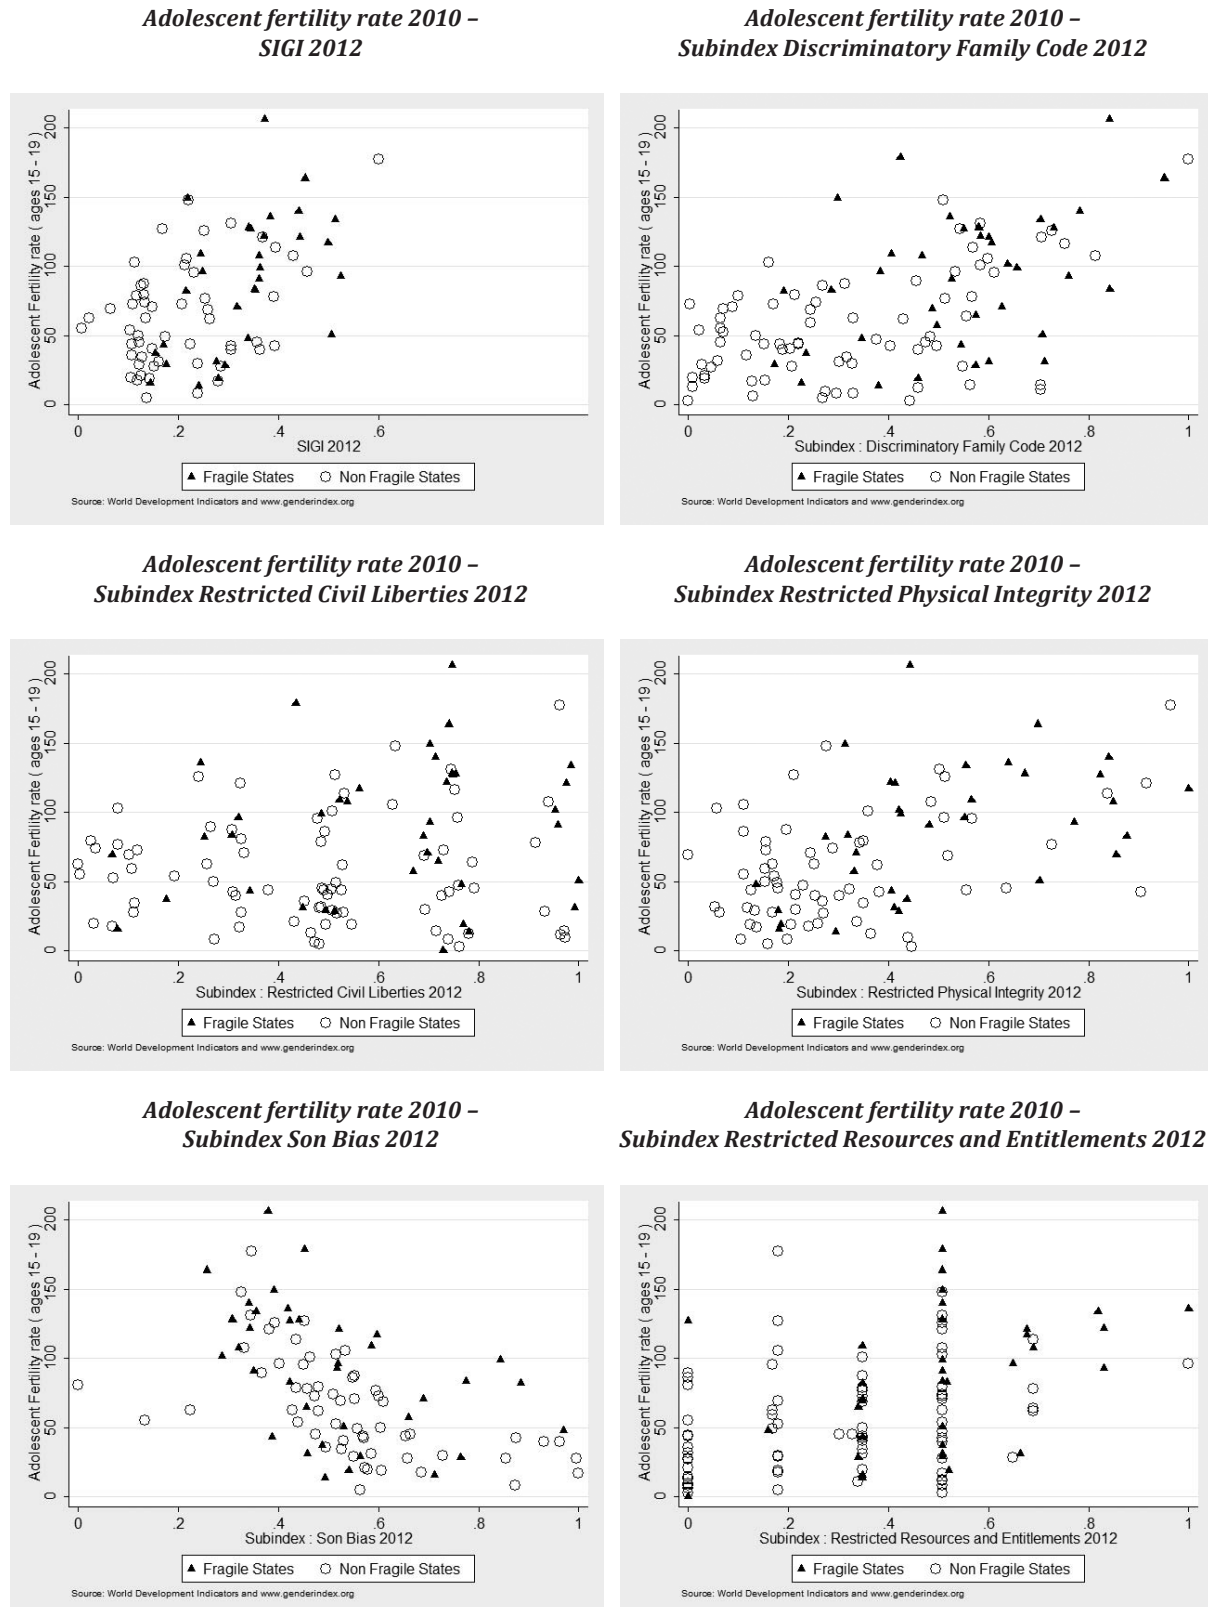 Adolescent fertility rate 2010 –
SIGI 2012
Adolescent Fertility rate ( ages 15 - 19 )
200
150
100
50
0
0 .2 .4 .6
SIGI 2012
Fragile States Non Fragile States
Source: World Development Indicators and www.genderindex.org
Adolescent fertility rate 2010 –
Subindex Discriminatory Family Code 2012
Adolescent Fertility rate ( ages 15 - 19 )
200
150
100
50
0
0 .2 .4 .6 .8 1
Subindex : Discriminatory Family Code 2012
Fragile States Non Fragile States
Source: World Development Indicators and www.genderindex.org
Adolescent fertility rate 2010 –
Subindex Restricted Civil Liberties 2012
Adolescent Fertility rate ( ages 15 - 19 )
200
150
100
50
0
0 .2 .4 .6 .8 1
Subindex : Restricted Civil Liberties 2012
Fragile States Non Fragile States
Source: World Development Indicators and www.genderindex.org
Adolescent fertility rate 2010 –
Subindex Restricted Physical Integrity 2012
Adolescent Fertility rate ( ages 15 - 19 )
200
150
100
50
0
0 .2 .4 .6 .8 1
Subindex : Restricted Physical Integrity 2012
Fragile States Non Fragile States
Source: World Development Indicators and www.genderindex.org
Adolescent fertility rate 2010 –
Subindex Son Bias 2012
Adolescent Fertility rate ( ages 15 - 19 )
200
150
100
50
0
0 .2 .4 .6 .8 1
Subindex : Son Bias 2012
Fragile States Non Fragile States
Source: World Development Indicators and www.genderindex.org
Adolescent fertility rate 2010 –
Subindex Restricted Resources and Entitlements 2012
Adolescent Fertility rate ( ages 15 - 19 )
200
150
100
50
0
0 .2 .4 .6 .8 1
Subindex : Restricted Resources and Entitlements 2012
Fragile States Non Fragile States
Source: World Development Indicators and www.genderindex.org